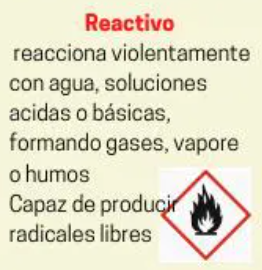 Reactivo
reacciona violentamente
con agua, soluciones
acidas o básicas,
formando gases, vapore
o humos
Capaz de producir
radicales libres